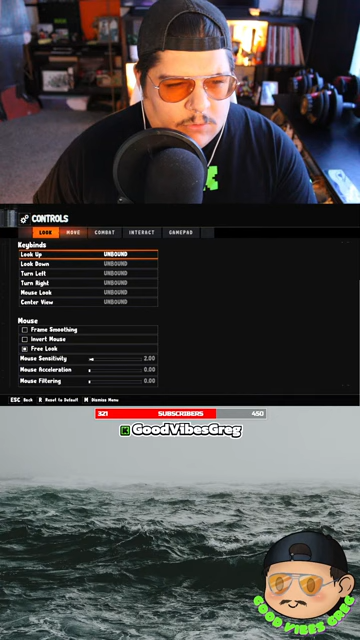 CONTROLS
LOOK MOVE COMBAT INTERACT GAMEPAD
Keybinds
Look Up UNBOUND
Look Down UNBOUND
Turn Left UNBOUND
Turn Right UNBOUND
Mouse Look UNBOUND
Center View UNBOUND
Mouse
Frame Smoothing
Invert Mouse
Free Look
Mouse Sensitivity 2.00
Mouse Acceleration 0.00
Mouse Filtering 0.00
ESC Back R Reset to Default M Dismiss Menu
321 SUBSCRIBERS 450
K GoodVibesGreg
GOOD VIBES GREG